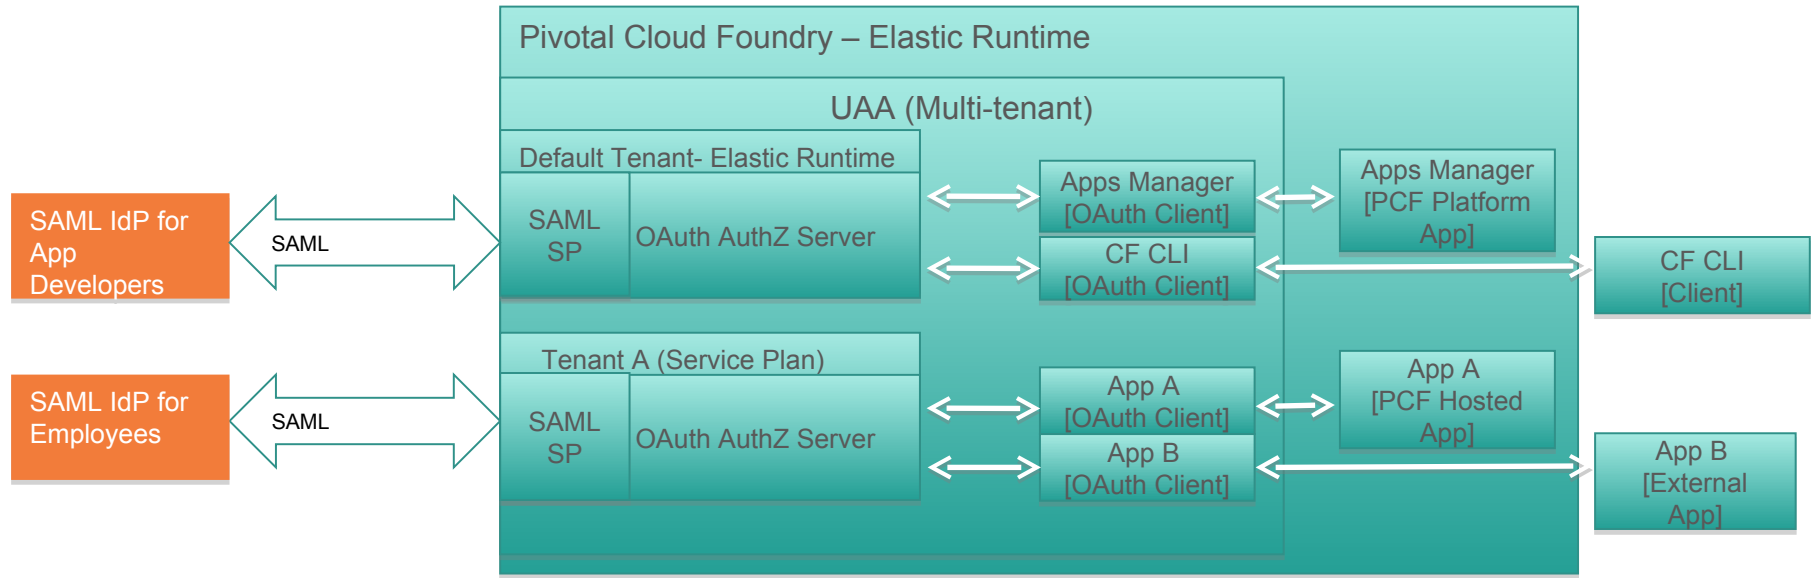 Pivotal Cloud Foundry – Elastic Runtime
UAA (Multi-tenant)
Default Tenant- Elastic Runtime
SAML IdP for
App
Developers
SAML
SAML
SP
OAuth AuthZ Server
Apps Manager
[OAuth Client]
Apps Manager
[PCF Platform
App]
CF CLI
[OAuth Client]
CF CLI
[Client]
Tenant A (Service Plan)
SAML IdP for
Employees
SAML
SAML
SP
OAuth AuthZ Server
App A
[OAuth Client]
App A
[PCF Hosted
App]
App B
[OAuth Client]
App B
[External
App]